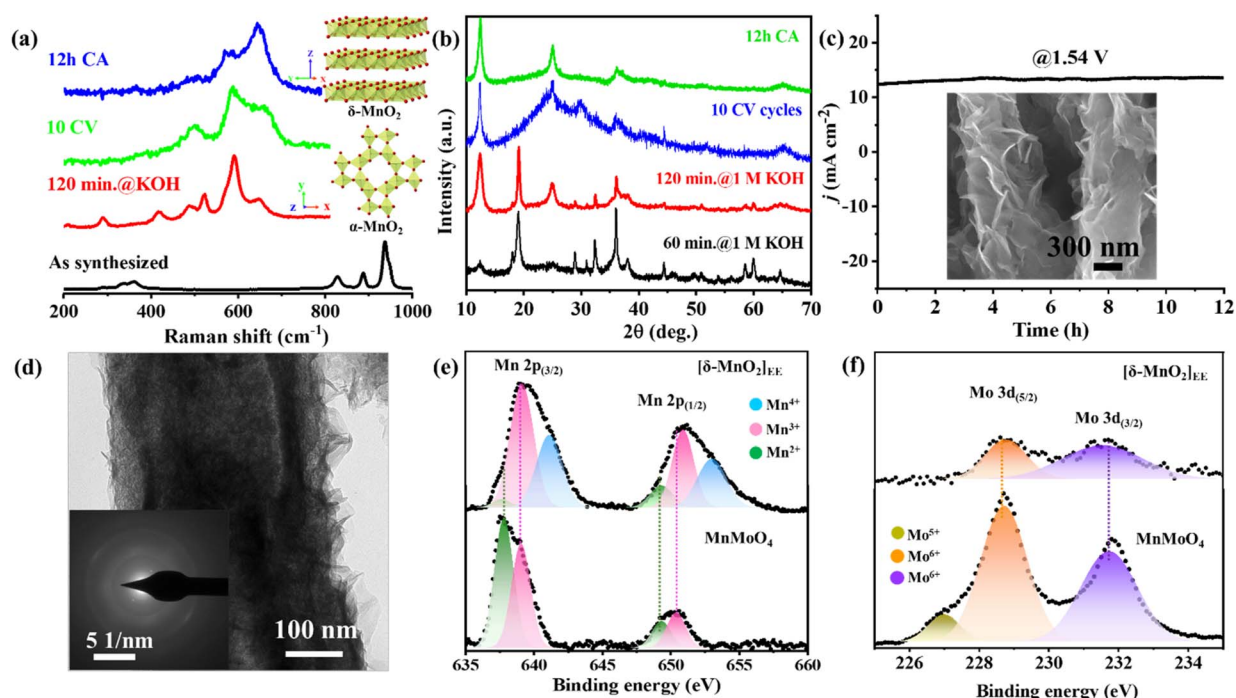 (a)
12h CA
10 CV
120 min.@KOH
As synthesized
z
y
x
δ-MnO₂
y
z
x
α-MnO₂
200 400 600 800 1000
Raman shift (cm⁻¹)
(b)
Intensity (a.u.)
12h CA
10 CV cycles
120 min.@1 M KOH
60 min.@1 M KOH
10 20 30 40 50 60 70
2θ (deg.)
(c)
j (mA cm⁻²)
20
10
0
-10
-20
@1.54 V
300 nm
0 2 4 6 8 10 12
Time (h)
(d)
5 1/nm
100 nm
(e)
Mn 2p(3/2)
[δ-MnO₂]EE
Mn 2p(1/2)
Mn⁴⁺
Mn³⁺
Mn²⁺
MnMoO₄
635 640 645 650 655 660
Binding energy (eV)
(f)
[δ-MnO₂]EE
Mo 3d(5/2)
Mo 3d(3/2)
MnMoO₄
Mo⁵⁺
Mo⁶⁺
Mo⁶⁺
226 228 230 232 234
Binding energy (eV)